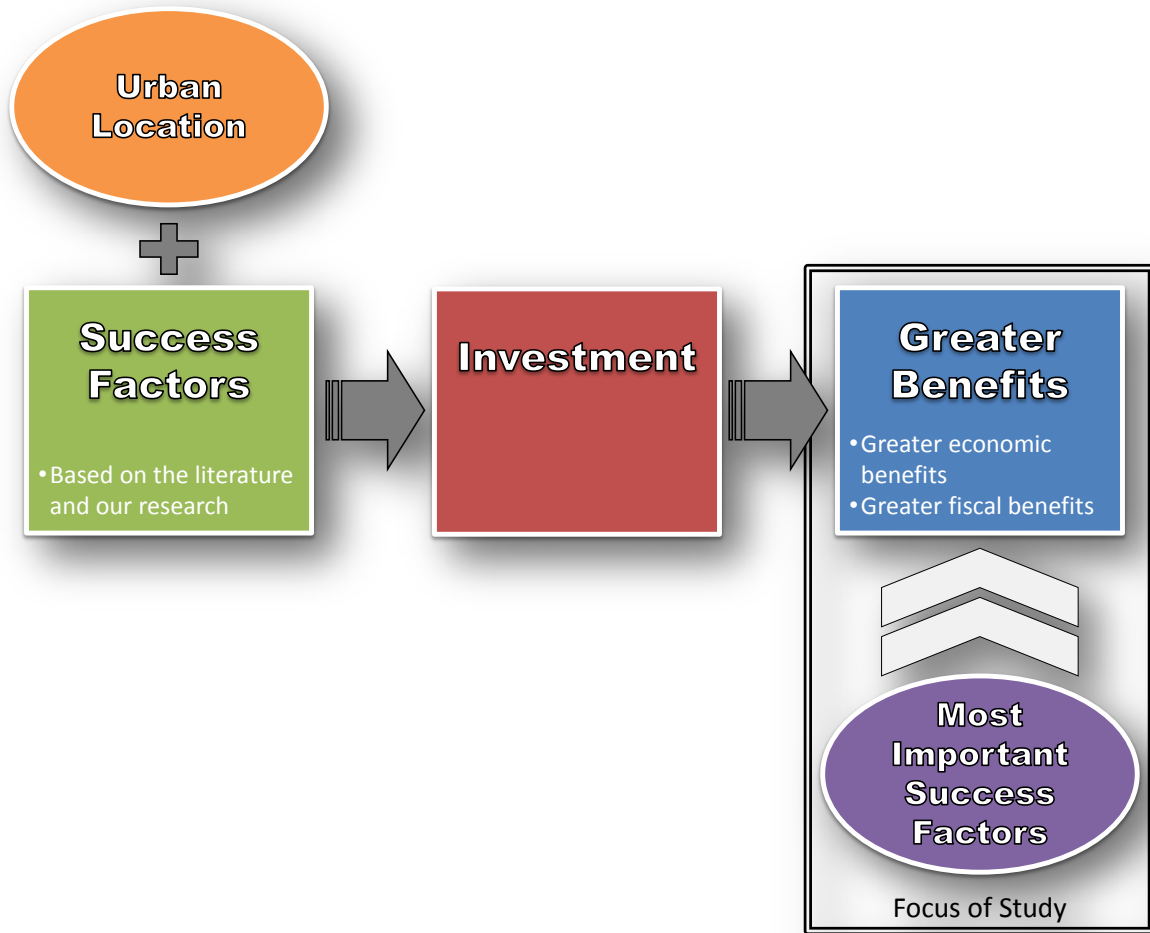 Urban
Location
Success
Factors
•Based on the literature
and our research
Investment
Greater
Benefits
•Greater economic
benefits
•Greater fiscal benefits
Most
Important
Success
Factors
Focus of Study